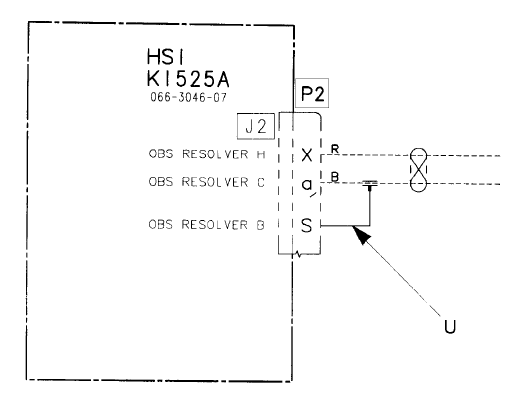 HSI
KI525A
066-3046-07
P2
J2
OBS RESOLVER H X R
OBS RESOLVER C a B
OBS RESOLVER B S
U